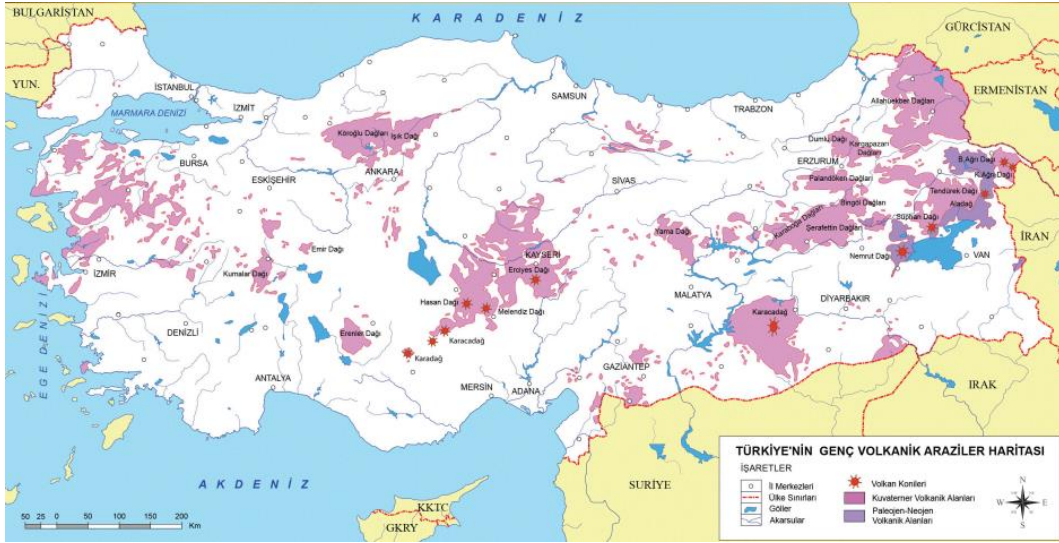 BULGARİSTAN
KARADENİZ
GÜRCİSTAN
YUN.
İSTANBUL
İZMİT
MARMARA DENİZİ
SAMSUN
TRABZON
ERMENİSTAN
Allahuekber Dağları
Köroğlu Dağları
Işık Dağı
Dumlu Dağı
Kargapazarı
Dağları
BURSA
ANKARA
ERZURUM
B.Ağrı Dağı
K.Ağrı Dağı
ESKİŞEHİR
SİVAS
Palandöken Dağları
Tendürek Dağı
Bingöl Dağları
Aladağ
Karaboğa Dağları
Süphan Dağı
Emir Dağı
Yama Dağı
Şerafettin Dağları
İRAN
KAYSERİ
Nemrut Dağı
VAN
İZMİR
Kumalar Dağı
Erciyes Dağı
EGE DENİZİ
Hasan Dağı
MALATYA
DİYARBAKIR
Melendiz Dağı
Karacadağ
DENİZLİ
Erenler Dağı
Karacadağ
Karadağ
GAZİANTEP
ANTALYA
MERSİN
ADANA
IRAK
AKDENİZ
SURİYE
KKTC
GKRY
50 25 0 50 100 150 200
Km
TÜRKİYE'NİN GENÇ VOLKANİK ARAZİLER HARİTASI
İŞARETLER
İl Merkezleri
Ülke Sınırları
Göller
Akarsular
Volkan Konileri
Kuvaterner Volkanik Alanları
Paleojen-Neojen
Volkanik Alanları
N
W E
S